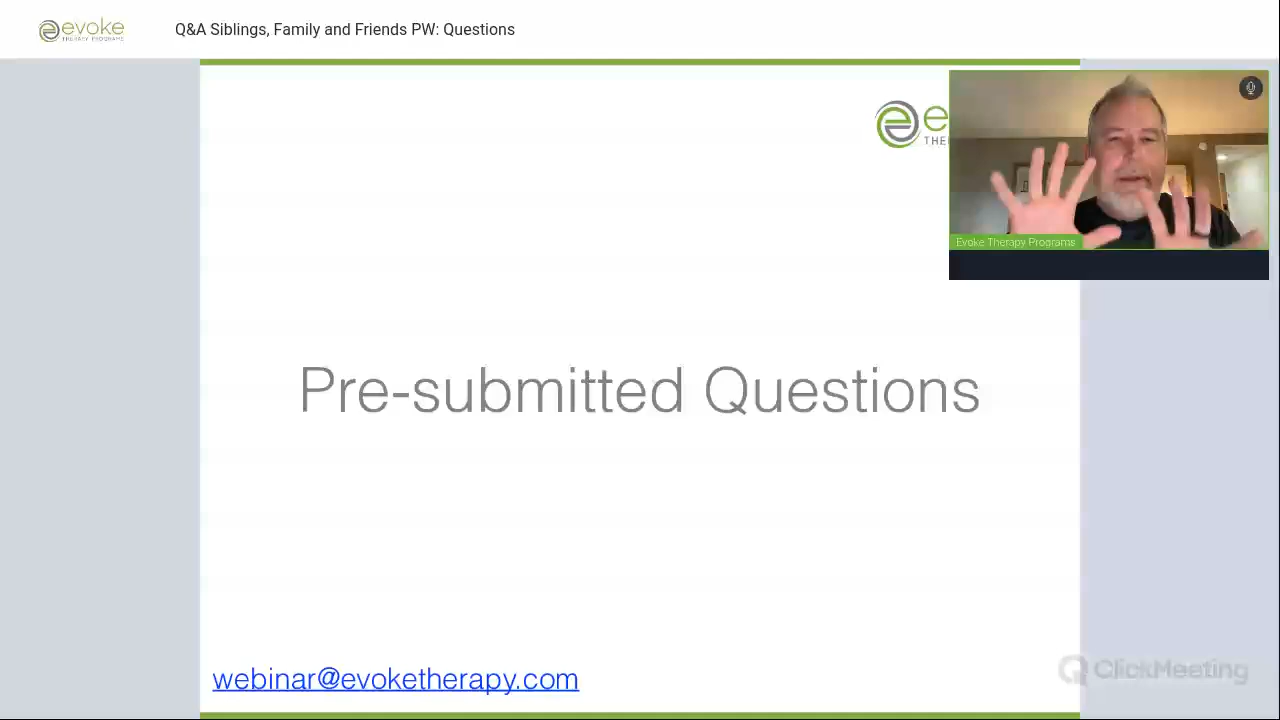 evoke
THERAPY PROGRAMS
Q&A Siblings, Family and Friends PW: Questions
e
THE
Evoke Therapy Programs
Pre-submitted Questions
webinar@evoketherapy.com
ClickMeeting